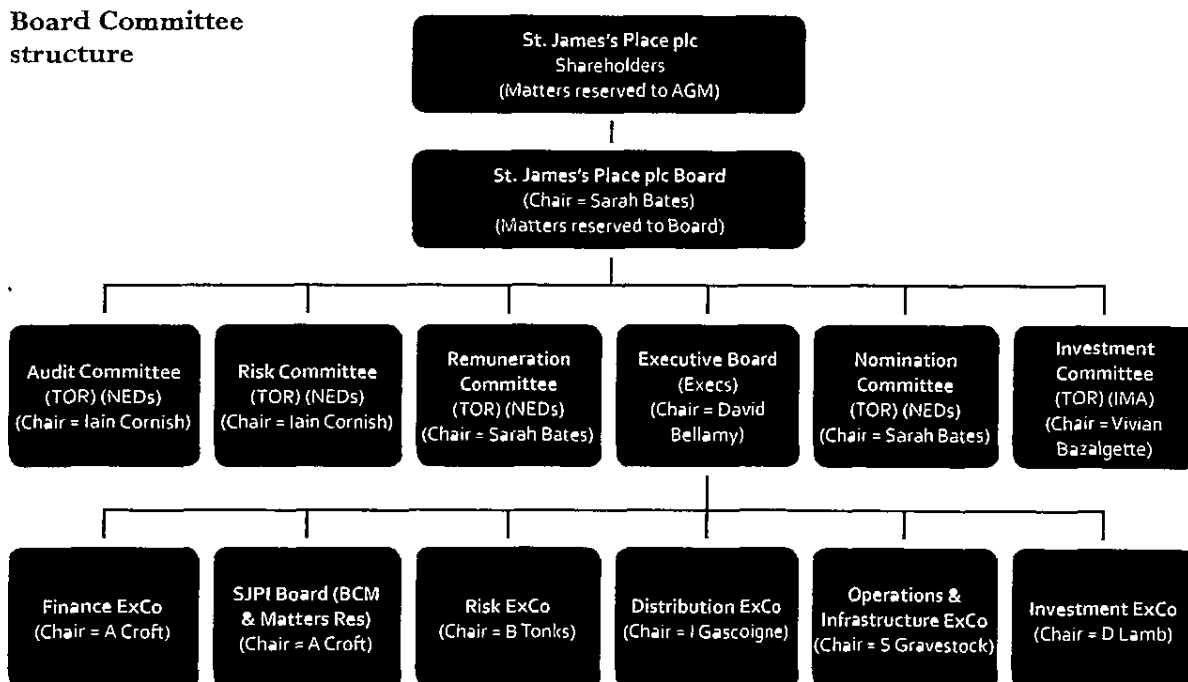 Board Committee
structure
St. James's Place plc
Shareholders
(Matters reserved to AGM)
St. James's Place plc Board
(Chair = Sarah Bates)
(Matters reserved to Board)
Audit Committee
(TOR) (NEDs)
(Chair = Iain Cornish)
Risk Committee
(TOR) (NEDs)
(Chair = Iain Cornish)
Remuneration
Committee
(TOR) (NEDs)
(Chair = Sarah Bates)
Executive Board
(Execs)
(Chair = David
Bellamy)
Nomination
Committee
(TOR) (NEDs)
(Chair = Sarah Bates)
Investment
Committee
(TOR) (IMA)
(Chair = Vivian
Bazalgette)
Finance ExCo
(Chair = A Croft)
SJPI Board (BCM
& Matters Res)
(Chair = A Croft)
Risk ExCo
(Chair = B Tonks)
Distribution ExCo
(Chair = I Gascoigne)
Operations &
Infrastructure ExCo
(Chair = S Gravestock)
Investment ExCo
(Chair = D Lamb)